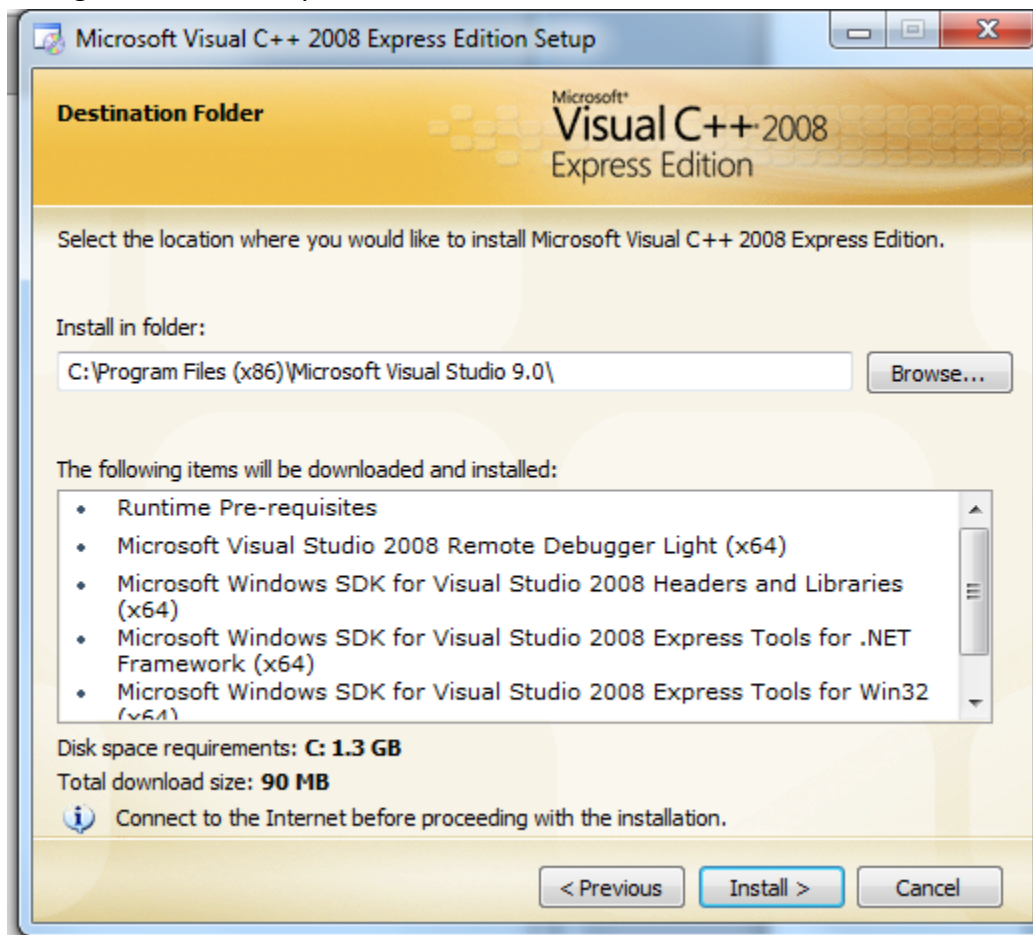 Microsoft Visual C++ 2008 Express Edition Setup
Destination Folder
Microsoft
Visual C++ 2008
Express Edition
Select the location where you would like to install Microsoft Visual C++ 2008 Express Edition.
Install in folder:
C:\Program Files (x86)\Microsoft Visual Studio 9.0\
Browse...
The following items will be downloaded and installed:
• Runtime Pre-requisites
• Microsoft Visual Studio 2008 Remote Debugger Light (x64)
• Microsoft Windows SDK for Visual Studio 2008 Headers and Libraries
(x64)
• Microsoft Windows SDK for Visual Studio 2008 Express Tools for .NET
Framework (x64)
• Microsoft Windows SDK for Visual Studio 2008 Express Tools for Win32
(x64)
Disk space requirements: C: 1.3 GB
Total download size: 90 MB
Connect to the Internet before proceeding with the installation.
< Previous
Install >
Cancel